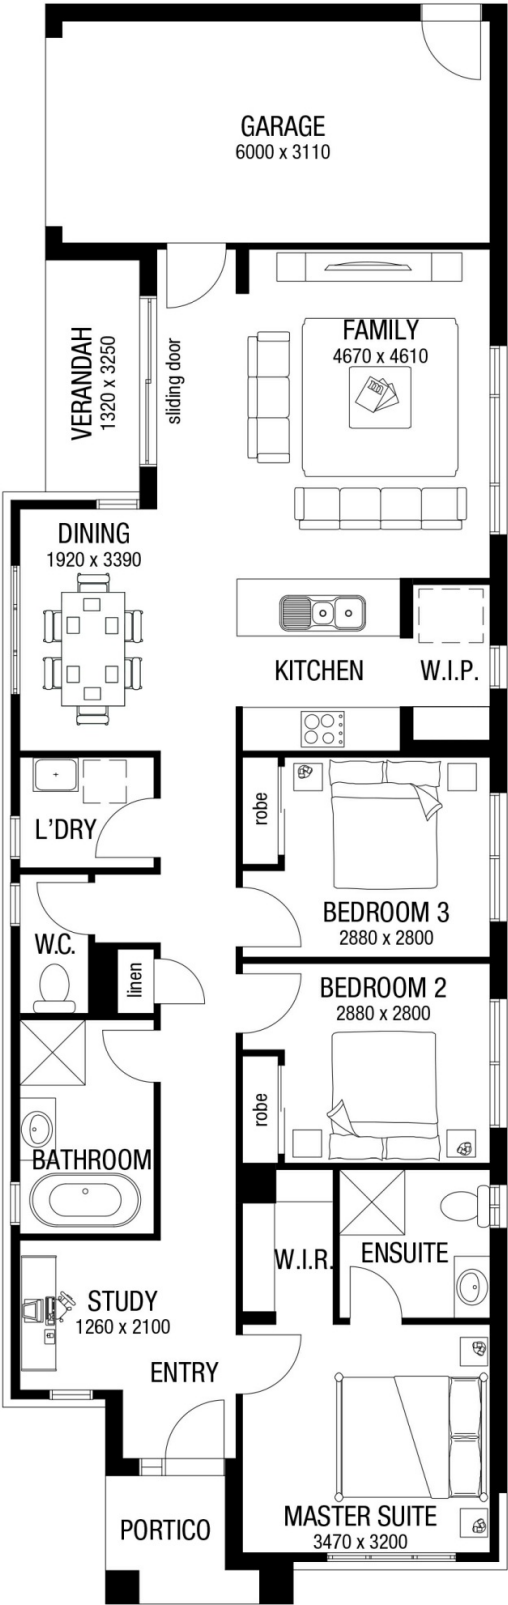 GARAGE
6000 x 3110
VERANDAH
1320 x 3250
sliding door
FAMILY
4670 x 4610
DINING
1920 x 3390
KITCHEN
W.I.P.
L'DRY
robe
BEDROOM 3
2880 x 2800
W.C.
linen
BEDROOM 2
2880 x 2800
robe
BATHROOM
W.I.R.
ENSUITE
STUDY
1260 x 2100
ENTRY
MASTER SUITE
3470 x 3200
PORTICO